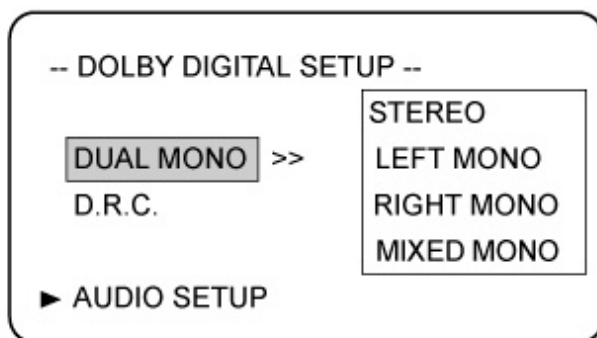 -- DOLBY DIGITAL SETUP --
STEREO
DUAL MONO >> LEFT MONO
D.R.C. RIGHT MONO
MIXED MONO
► AUDIO SETUP